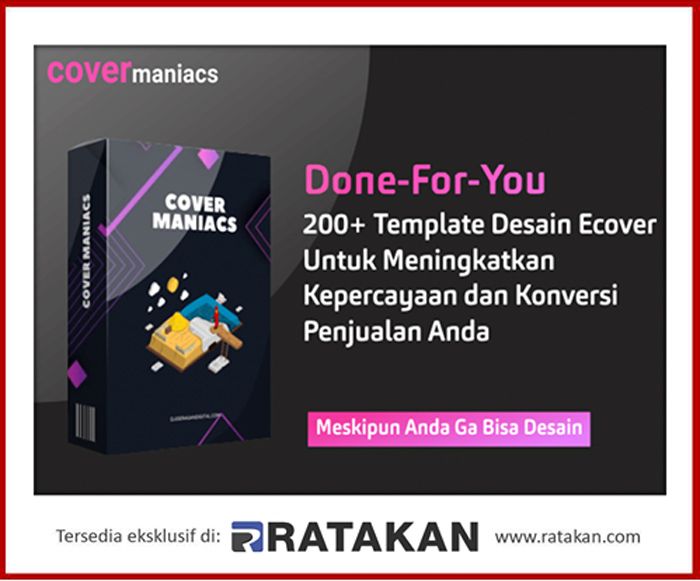 covermaniacs
COVER MANIACS
COVER
MANIACS
Done-For-You
200+ Template Desain Ecover
Untuk Meningkatkan
Kepercayaan dan Konversi
Penjualan Anda
Meskipun Anda Ga Bisa Desain
Tersedia eksklusif di: RATAKAN www.ratakan.com